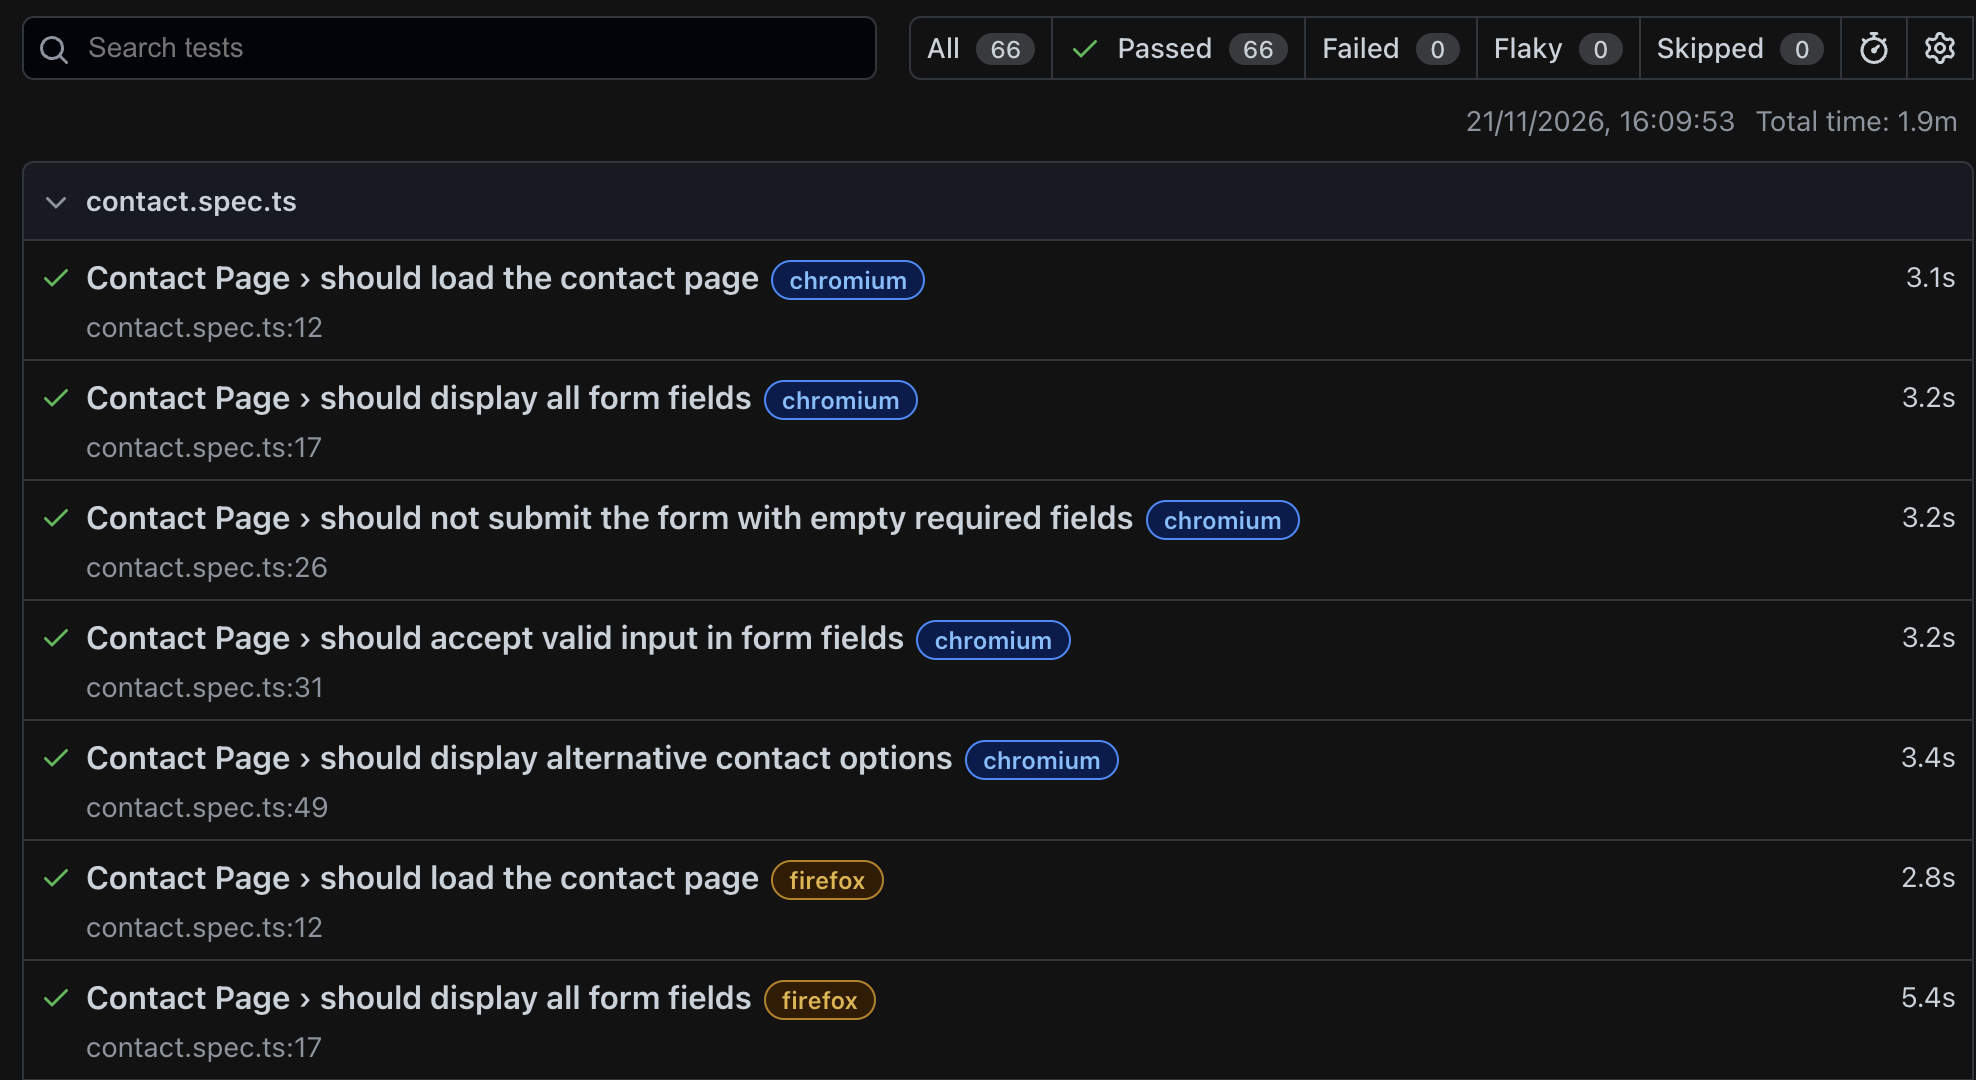 Search tests
All 66 Passed 66 Failed 0 Flaky 0 Skipped 0
21/11/2026, 16:09:53 Total time: 1.9m
contact.spec.ts
Contact Page › should load the contact page chromium 3.1s
contact.spec.ts:12
Contact Page › should display all form fields chromium 3.2s
contact.spec.ts:17
Contact Page › should not submit the form with empty required fields chromium 3.2s
contact.spec.ts:26
Contact Page › should accept valid input in form fields chromium 3.2s
contact.spec.ts:31
Contact Page › should display alternative contact options chromium 3.4s
contact.spec.ts:49
Contact Page › should load the contact page firefox 2.8s
contact.spec.ts:12
Contact Page › should display all form fields firefox 5.4s
contact.spec.ts:17